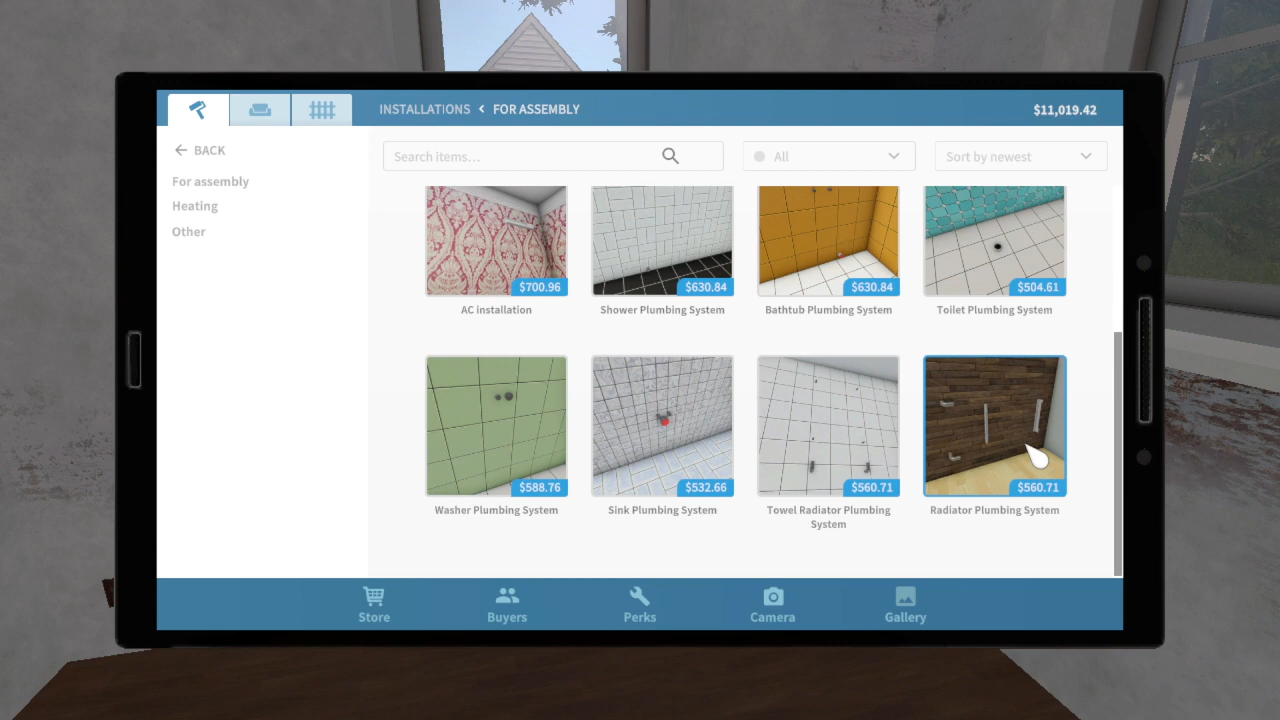 INSTALLATIONS < FOR ASSEMBLY
$11,019.42
BACK
For assembly
Heating
Other
Search items...
All
Sort by newest
$700.96
AC installation
$630.84
Shower Plumbing System
$630.84
Bathtub Plumbing System
$504.61
Toilet Plumbing System
$588.76
Washer Plumbing System
$532.66
Sink Plumbing System
$560.71
Towel Radiator Plumbing
System
$560.71
Radiator Plumbing System
Store
Buyers
Perks
Camera
Gallery